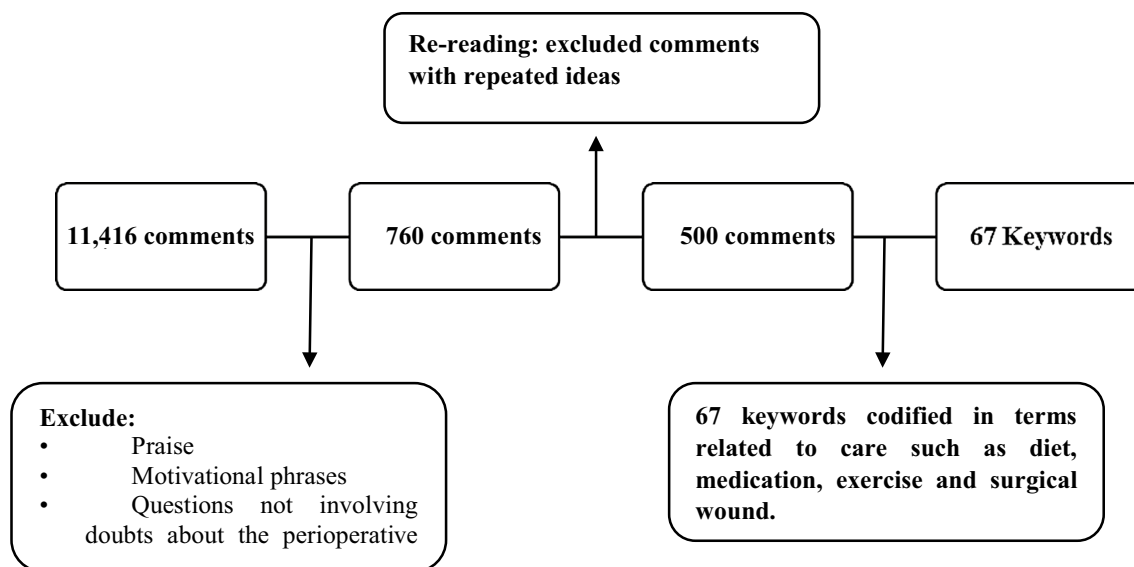 Re-reading: excluded comments
with repeated ideas
11,416 comments
760 comments
500 comments
67 Keywords
Exclude:
• Praise
• Motivational phrases
• Questions not involving
doubts about the perioperative
67 keywords codified in terms
related to care such as diet,
medication, exercise and surgical
wound.